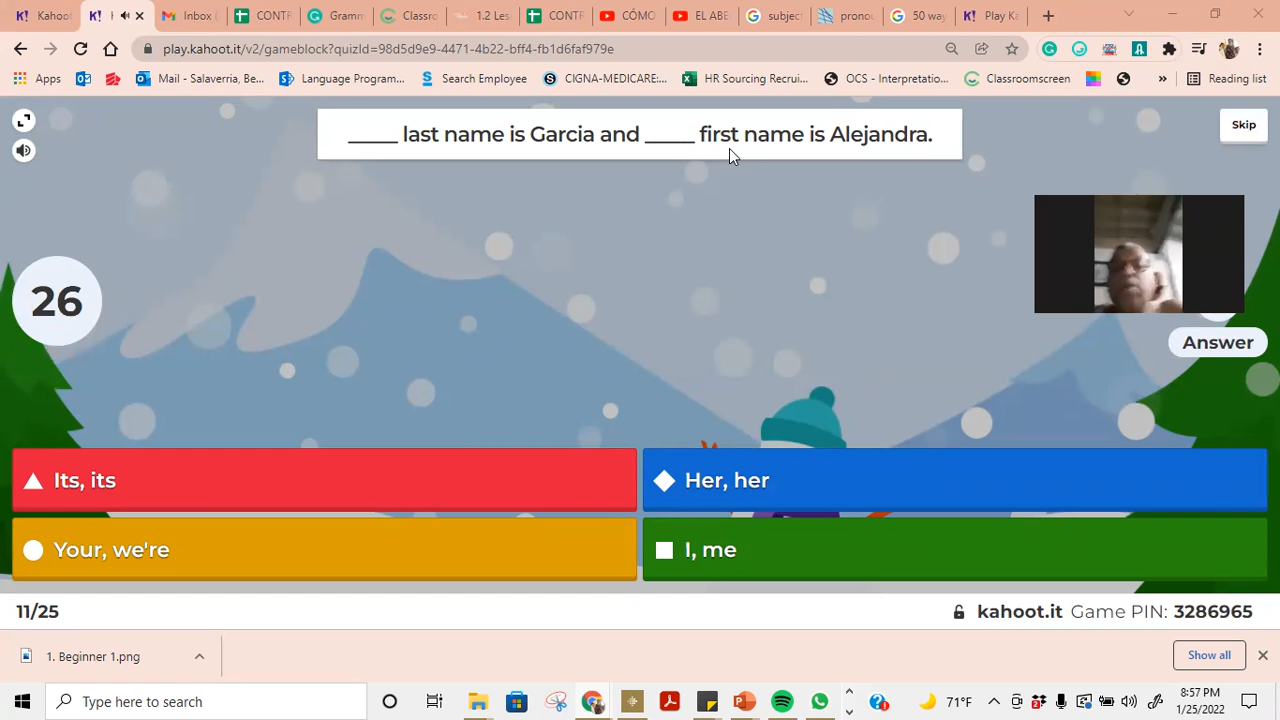 Kahoot
Inbox (
CONTR
Gramm
Classro
1.2 Les
CONTR
CÓMO
EL ABE
subject
pronou
50 way
Play Ka
play.kahoot.it/v2/gameblock?quizId=98d5d9e9-4471-4b22-bff4-fb1d6faf979e
Apps
Mail - Salaveria, Be...
Language Program...
Search Employee
CIGNA-MEDICARE:...
HR Sourcing Recrui...
OCS - Interpretatio...
Classroomscreen
»
Reading list
_____ last name is Garcia and _____ first name is Alejandra.
Skip
26
Answer
Its, its
Her, her
Your, we're
I, me
11/25
kahoot.it Game PIN: 3286965
1. Beginner 1.png
Show all
Type here to search
71°F
8:57 PM
1/25/2022